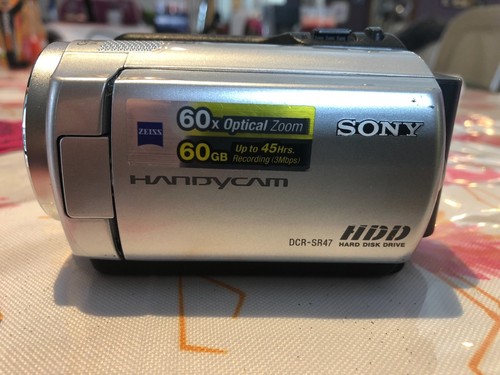 ZEISS
60x Optical Zoom
60GB Up to 45Hrs.
Recording (3Mbps)
SONY
HANDYCAM
DCR-SR47
HDD
HARD DISK DRIVE